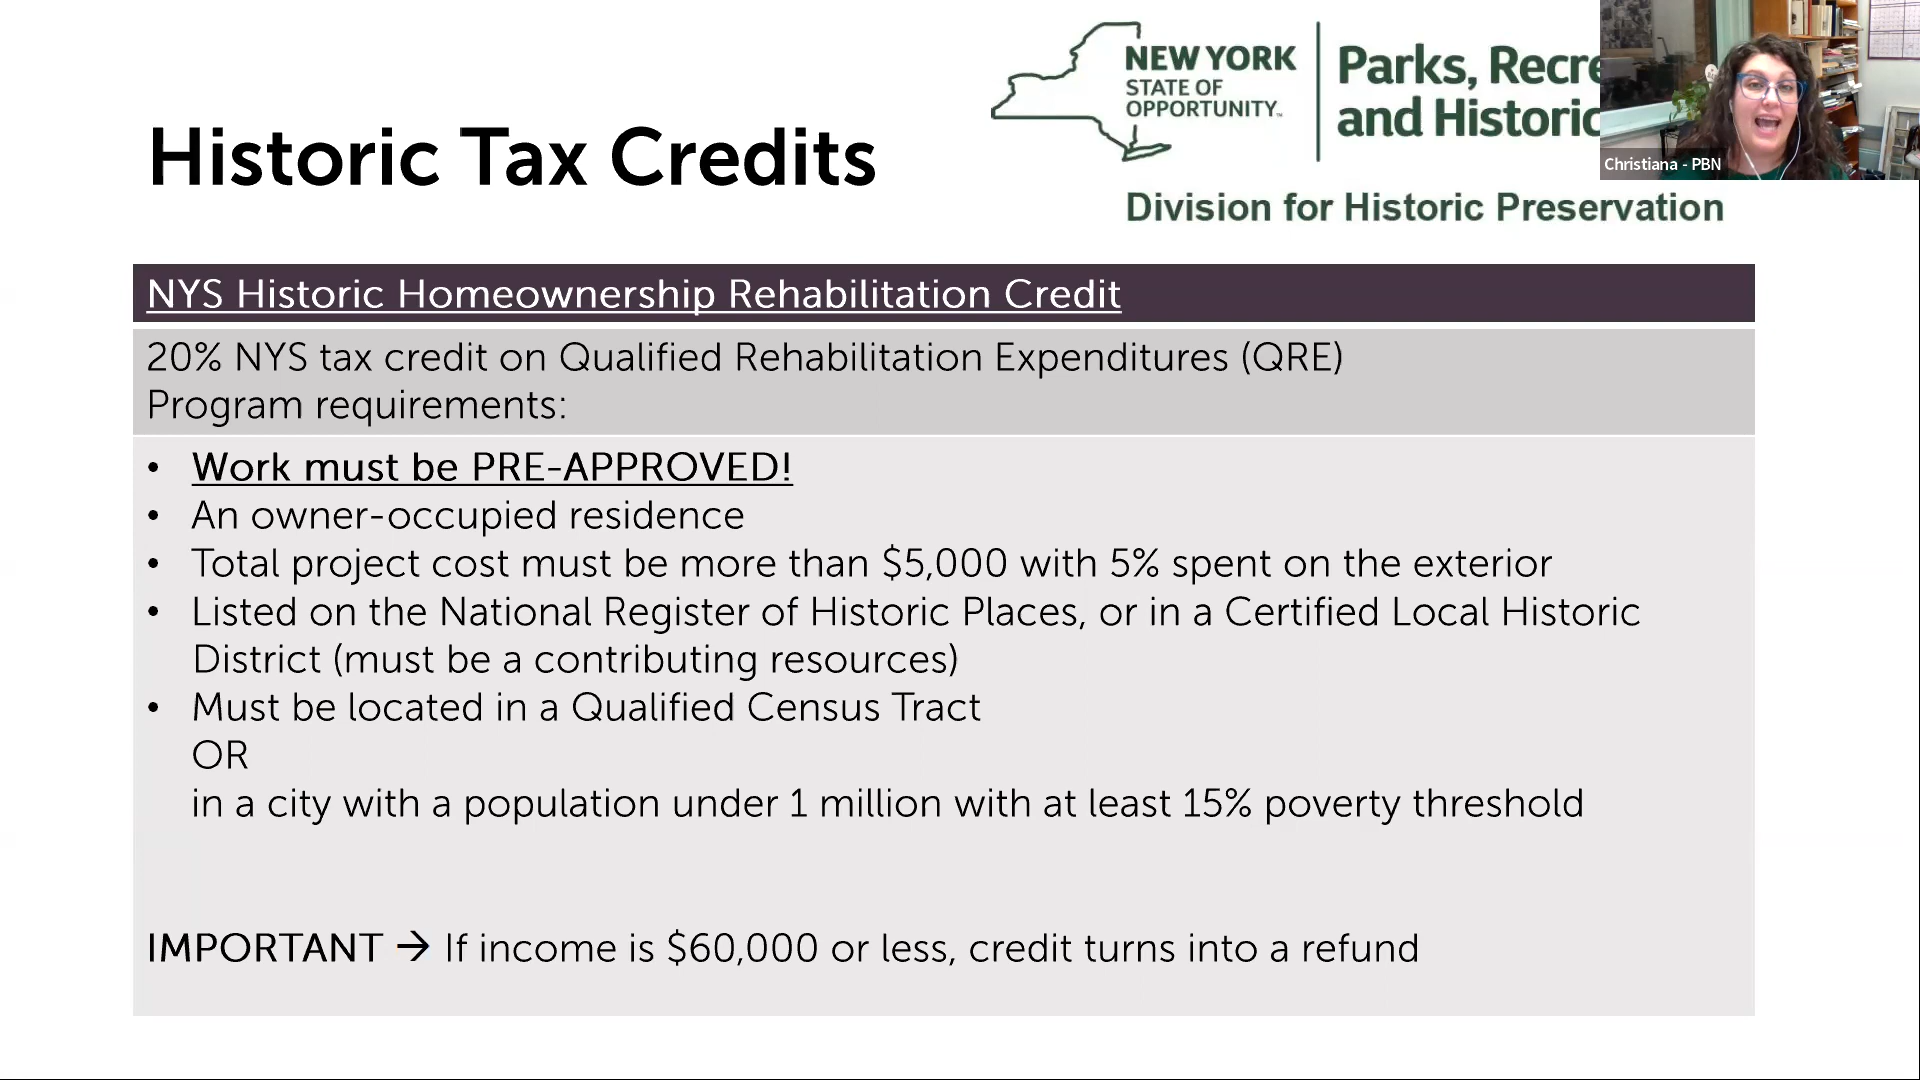 NEW YORK
STATE OF
OPPORTUNITY™
Parks, Recre
and Historic
Christiana - PBN
Division for Historic Preservation
Historic Tax Credits
NYS Historic Homeownership Rehabilitation Credit
20% NYS tax credit on Qualified Rehabilitation Expenditures (QRE)
Program requirements:
• Work must be PRE-APPROVED!
• An owner-occupied residence
• Total project cost must be more than $5,000 with 5% spent on the exterior
• Listed on the National Register of Historic Places, or in a Certified Local Historic
District (must be a contributing resources)
• Must be located in a Qualified Census Tract
OR
in a city with a population under 1 million with at least 15% poverty threshold
IMPORTANT → If income is $60,000 or less, credit turns into a refund